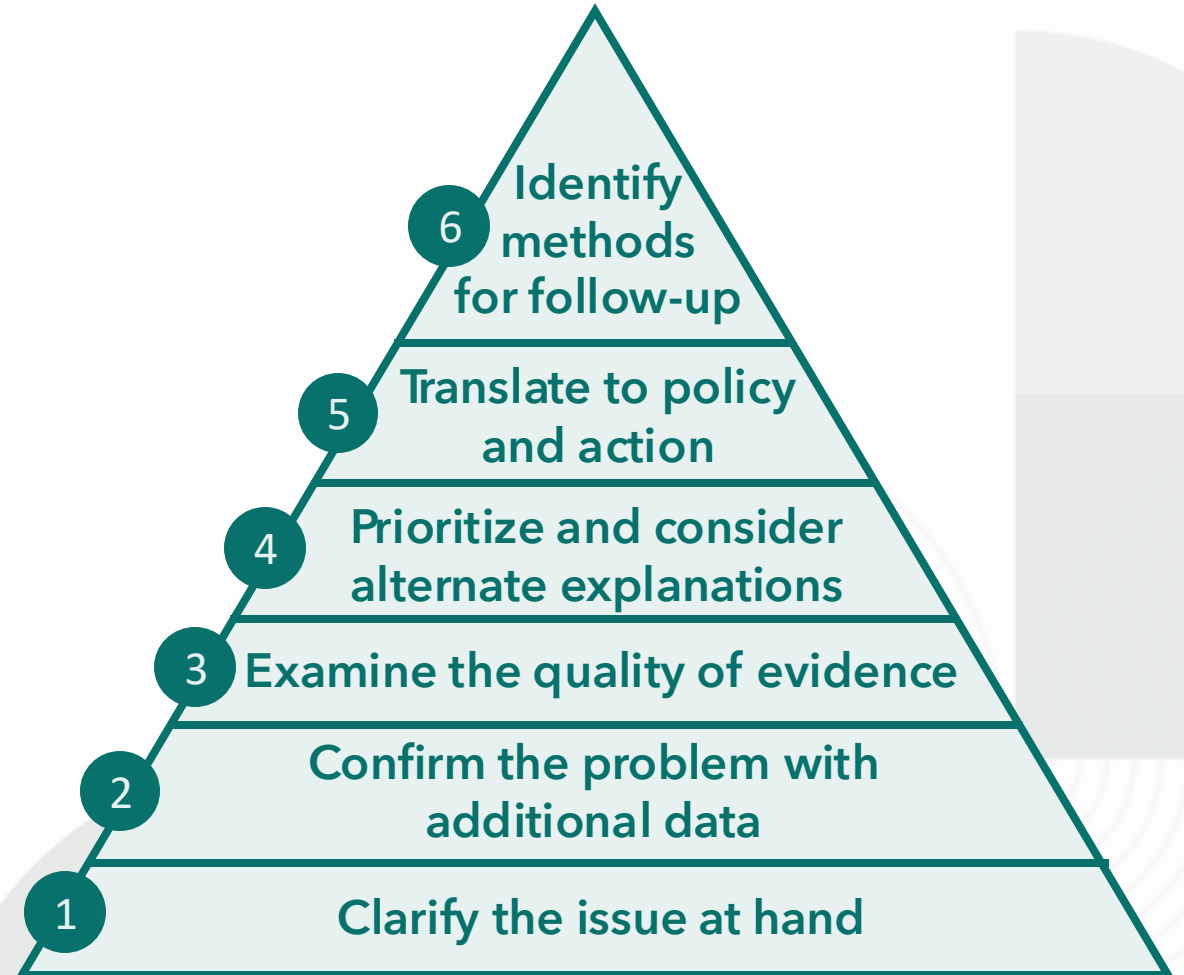 6
Identify
methods
for follow-up
5
Translate to policy
and action
4
Prioritize and consider
alternate explanations
3
Examine the quality of evidence
2
Confirm the problem with
additional data
1
Clarify the issue at hand